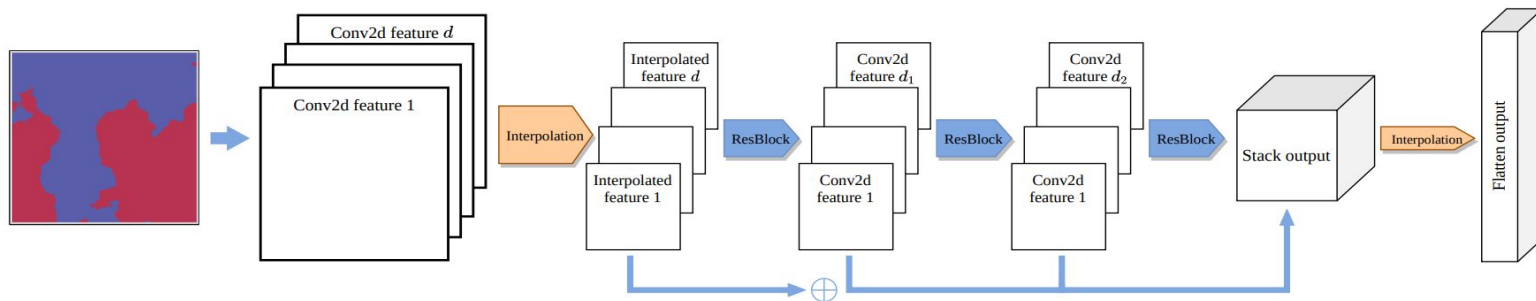 Conv2d feature d
Conv2d feature 1
Interpolation
Interpolated
feature d
Interpolated
feature 1
ResBlock
Conv2d
feature d₁
Conv2d
feature 1
ResBlock
Conv2d
feature d₂
Conv2d
feature 1
ResBlock
Stack output
Interpolation
Flatten output